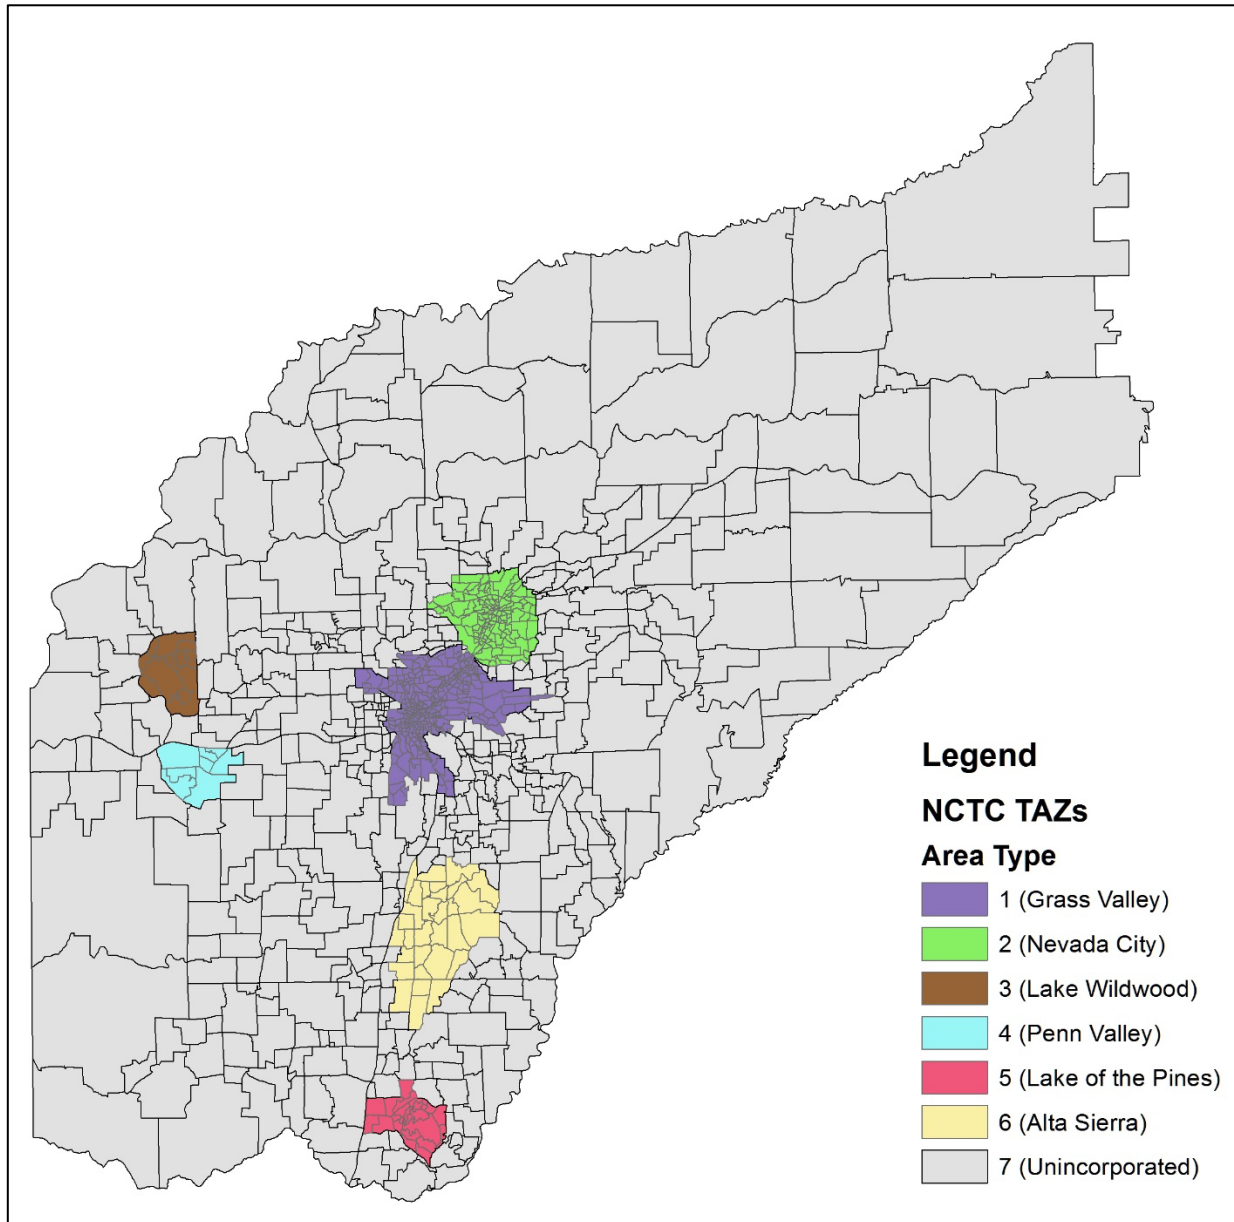 Legend
NCTC TAZs
Area Type
1 (Grass Valley)
2 (Nevada City)
3 (Lake Wildwood)
4 (Penn Valley)
5 (Lake of the Pines)
6 (Alta Sierra)
7 (Unincorporated)